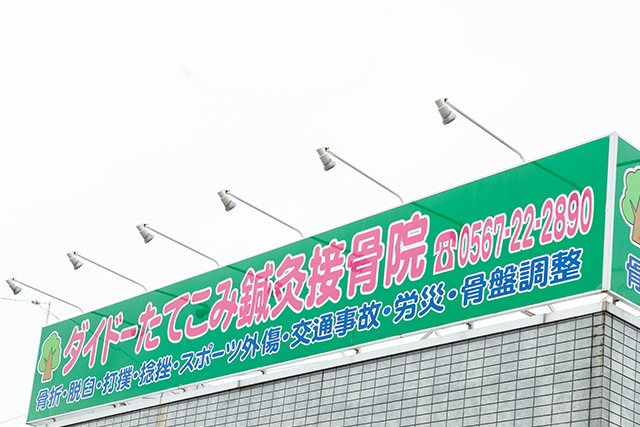 ダイドーたてこみ鍼灸接骨院 ☎0567-22-2890
骨折・脱臼・打撲・捻挫・スポーツ外傷・交通事故・労災・骨盤調整
骨